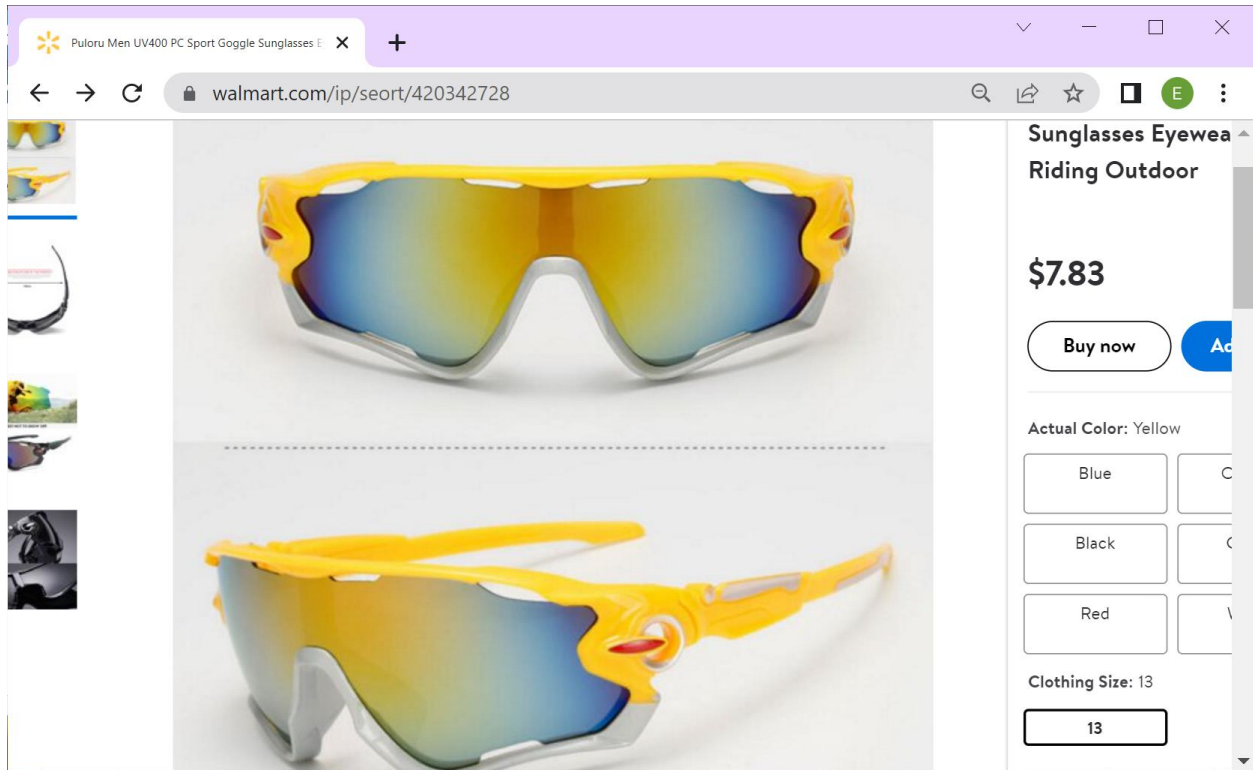 Puloru Men UV400 PC Sport Goggle Sunglasses E
walmart.com/ip/seort/420342728
E
Sunglasses Eyewea
Riding Outdoor
$7.83
Buy now
Ad
Actual Color: Yellow
Blue
Black
Red
Clothing Size: 13
13